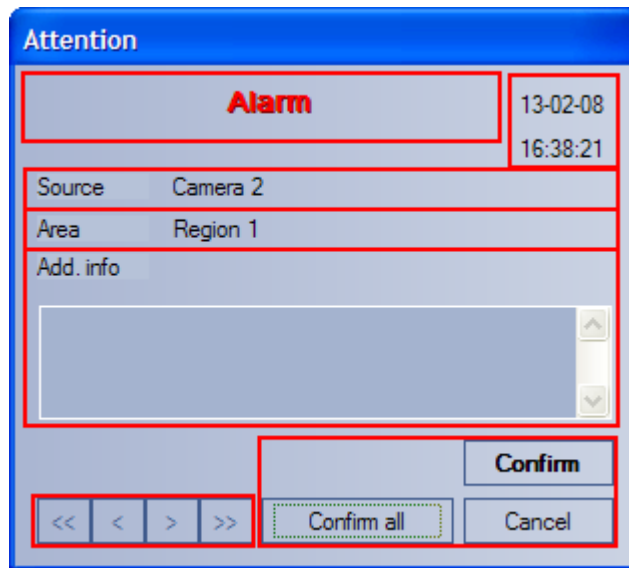 Attention
Alarm
13-02-08
16:38:21
Source Camera 2
Area Region 1
Add. info
Confirm
<< < > >> Confirm all Cancel